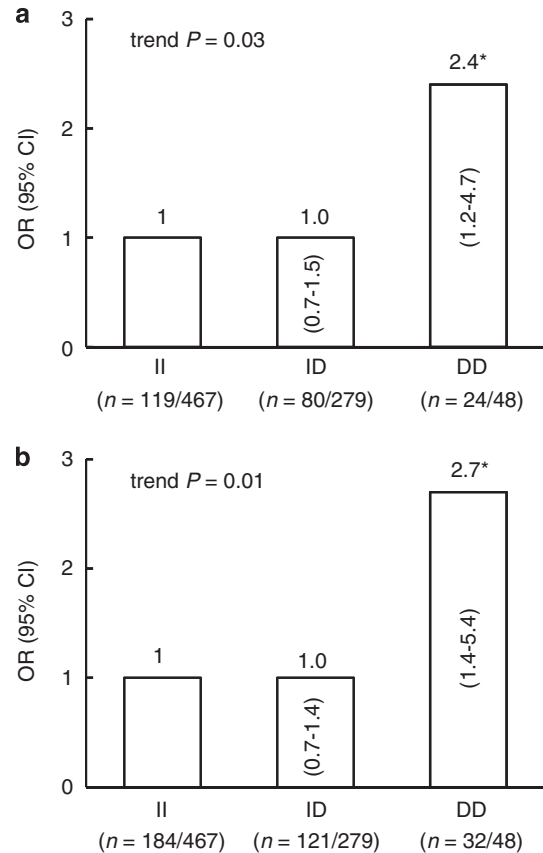 a
trend P = 0.03
OR (95% CI)
3
2
1
0
1
1.0
2.4*
(0.7-1.5)
(1.2-4.7)
II
ID
DD
(n = 119/467)
(n = 80/279)
(n = 24/48)
b
trend P = 0.01
OR (95% CI)
3
2
1
0
1
1.0
2.7*
(0.7-1.4)
(1.4-5.4)
II
ID
DD
(n = 184/467)
(n = 121/279)
(n = 32/48)